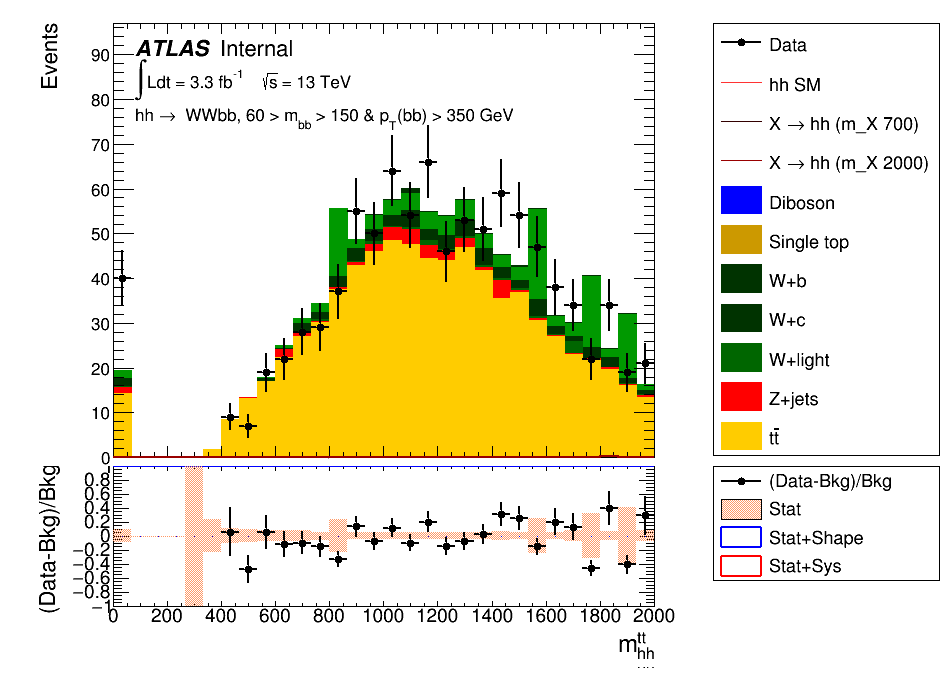 Events
90
80
70
60
50
40
30
20
10
0
ATLAS Internal
∫Ldt = 3.3 fb⁻¹ √s = 13 TeV
hh → WWbb, 60 > m_bb > 150 & p_T(bb) > 350 GeV
Data
hh SM
X → hh (m_X 700)
X → hh (m_X 2000)
Diboson
Single top
W+b
W+c
W+light
Z+jets
tt̄
(Data-Bkg)/Bkg
0.8
0.6
0.4
0.2
0
−0.2
−0.4
−0.6
−0.8
−1
0 200 400 600 800 1000 1200 1400 1600 1800 2000
m_hh^tt
(Data-Bkg)/Bkg
Stat
Stat+Shape
Stat+Sys